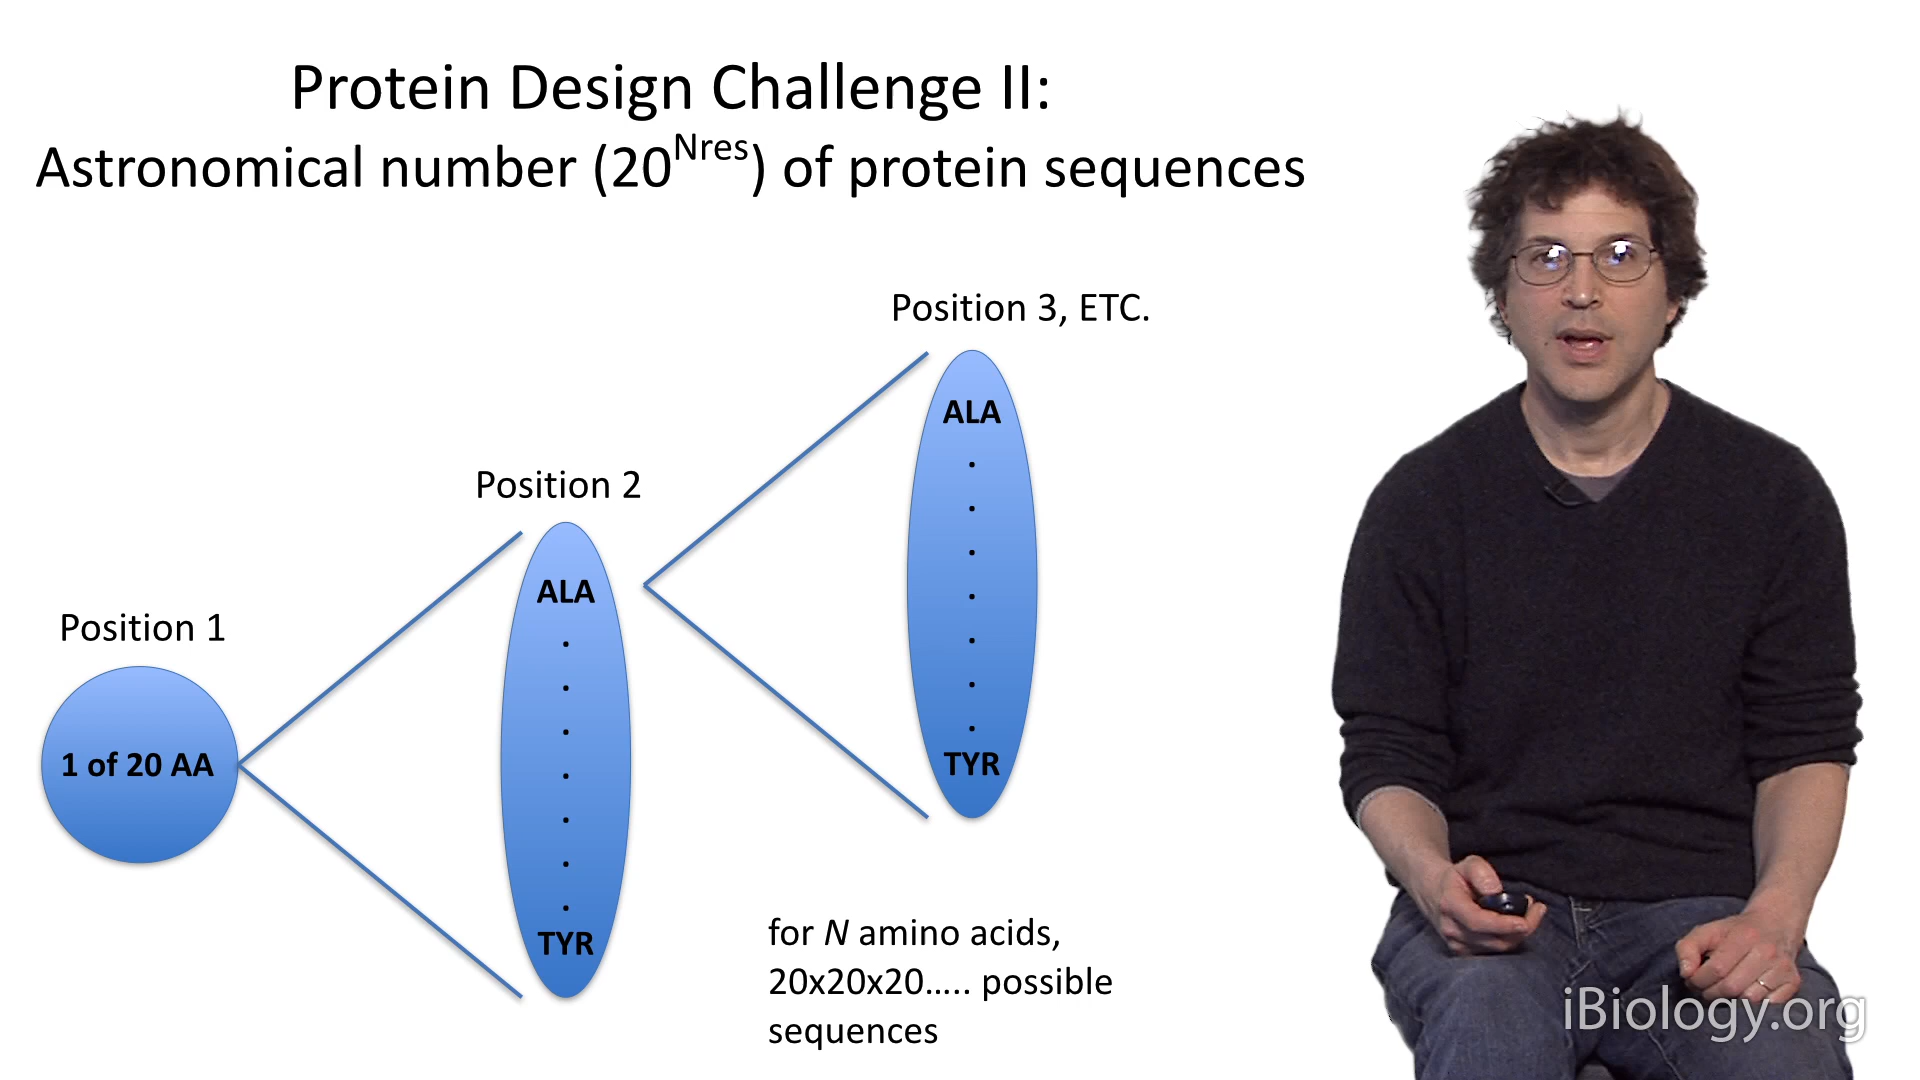 Protein Design Challenge II:
Astronomical number (20^Nres) of protein sequences
Position 3, ETC.
ALA
.
.
.
.
.
.
.
TYR
Position 2
ALA
.
.
.
.
.
.
.
TYR
Position 1
1 of 20 AA
for N amino acids,
20x20x20..... possible
sequences
iBiology.org